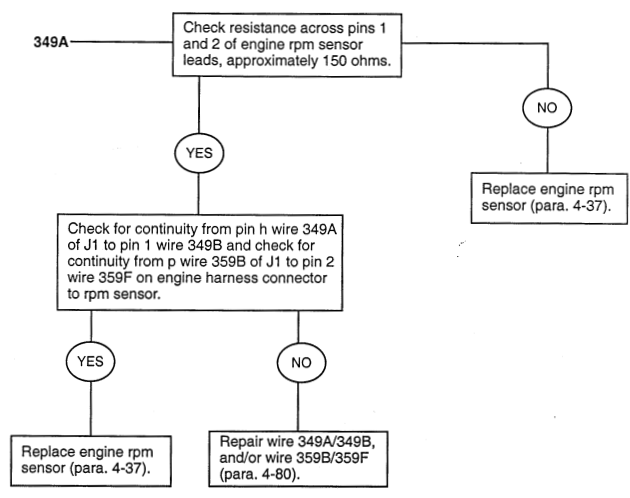 349A
Check resistance across pins 1
and 2 of engine rpm sensor
leads, approximately 150 ohms.
NO
YES
Replace engine rpm
sensor (para. 4-37).
Check for continuity from pin h wire 349A
of J1 to pin 1 wire 349B and check for
continuity from p wire 359B of J1 to pin 2
wire 359F on engine harness connector
to rpm sensor.
YES
NO
Replace engine rpm
sensor (para. 4-37).
Repair wire 349A/349B,
and/or wire 359B/359F
(para. 4-80).